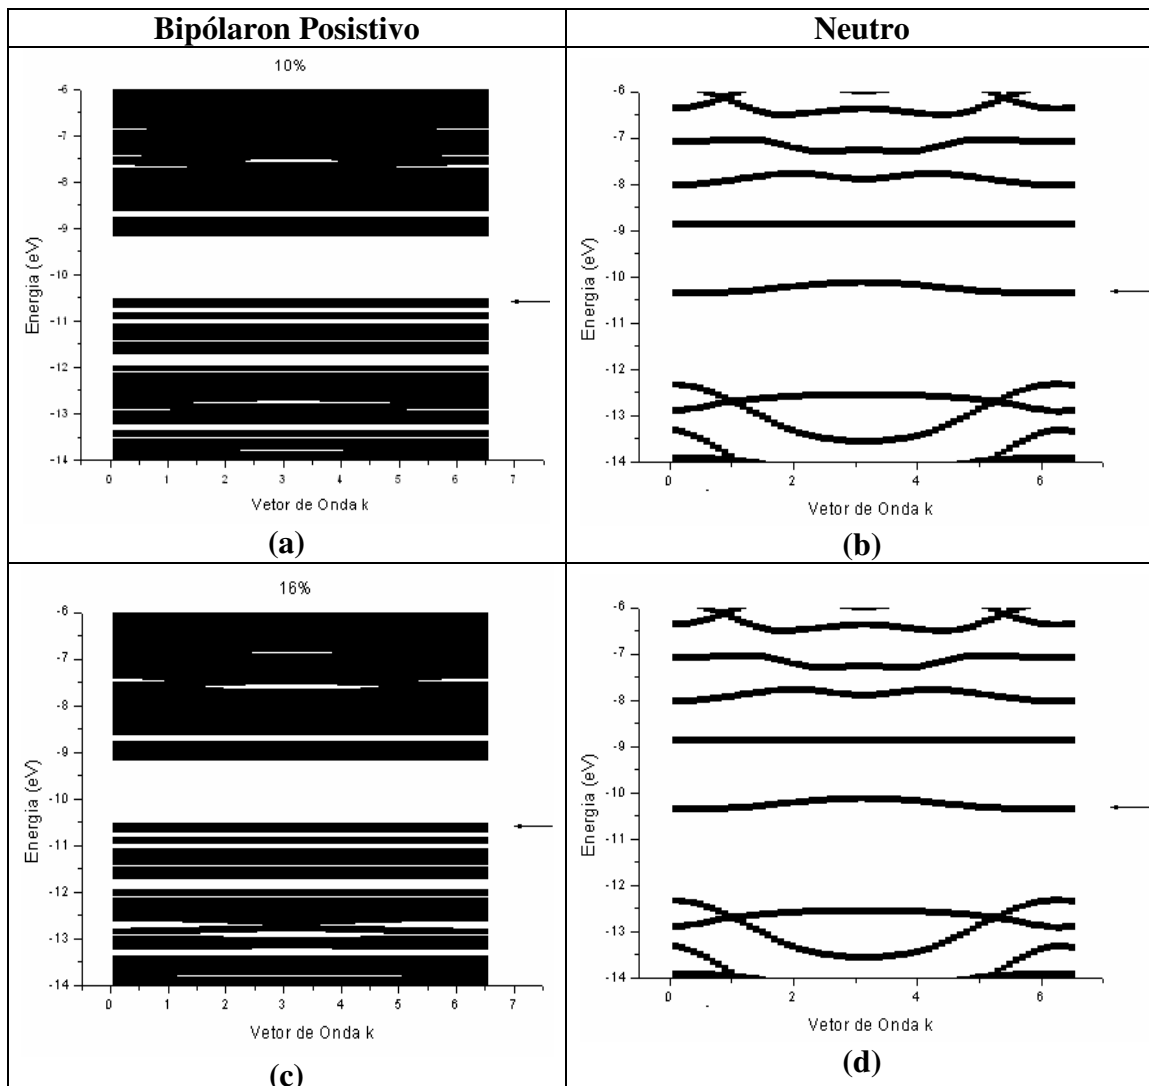 Bipólaron Posistivo
Neutro
10%
-6
-7
-8
-9
-10
-11
-12
-13
-14
Energia (eV)
0 1 2 3 4 5 6 7
Vetor de Onda k
(a)
-6
-7
-8
-9
-10
-11
-12
-13
-14
Energia (eV)
0 2 4 6
Vetor de Onda k
(b)
16%
-6
-7
-8
-9
-10
-11
-12
-13
-14
Energia (eV)
0 1 2 3 4 5 6 7
Vetor de Onda k
(c)
-6
-7
-8
-9
-10
-11
-12
-13
-14
Energia (eV)
0 2 4 6
Vetor de Onda k
(d)